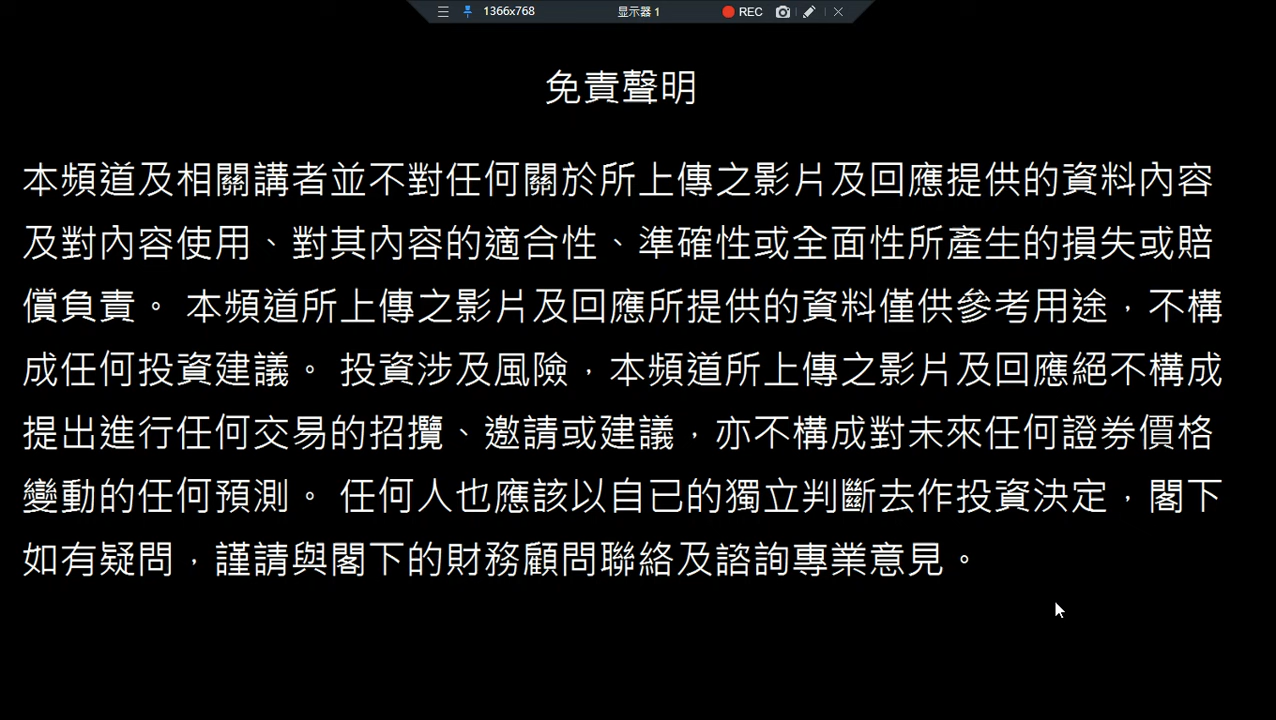 1366x768 显示器 1 REC
免責聲明
本頻道及相關講者並不對任何關於所上傳之影片及回應提供的資料內容
及對內容使用、對其內容的適合性、準確性或全面性所產生的損失或賠
償負責。 本頻道所上傳之影片及回應所提供的資料僅供參考用途，不構
成任何投資建議。 投資涉及風險，本頻道所上傳之影片及回應絕不構成
提出進行任何交易的招攬、邀請或建議，亦不構成對未來任何證券價格
變動的任何預測。 任何人也應該以自己的獨立判斷去作投資決定，閣下
如有疑問，謹請與閣下的財務顧問聯絡及諮詢專業意見。